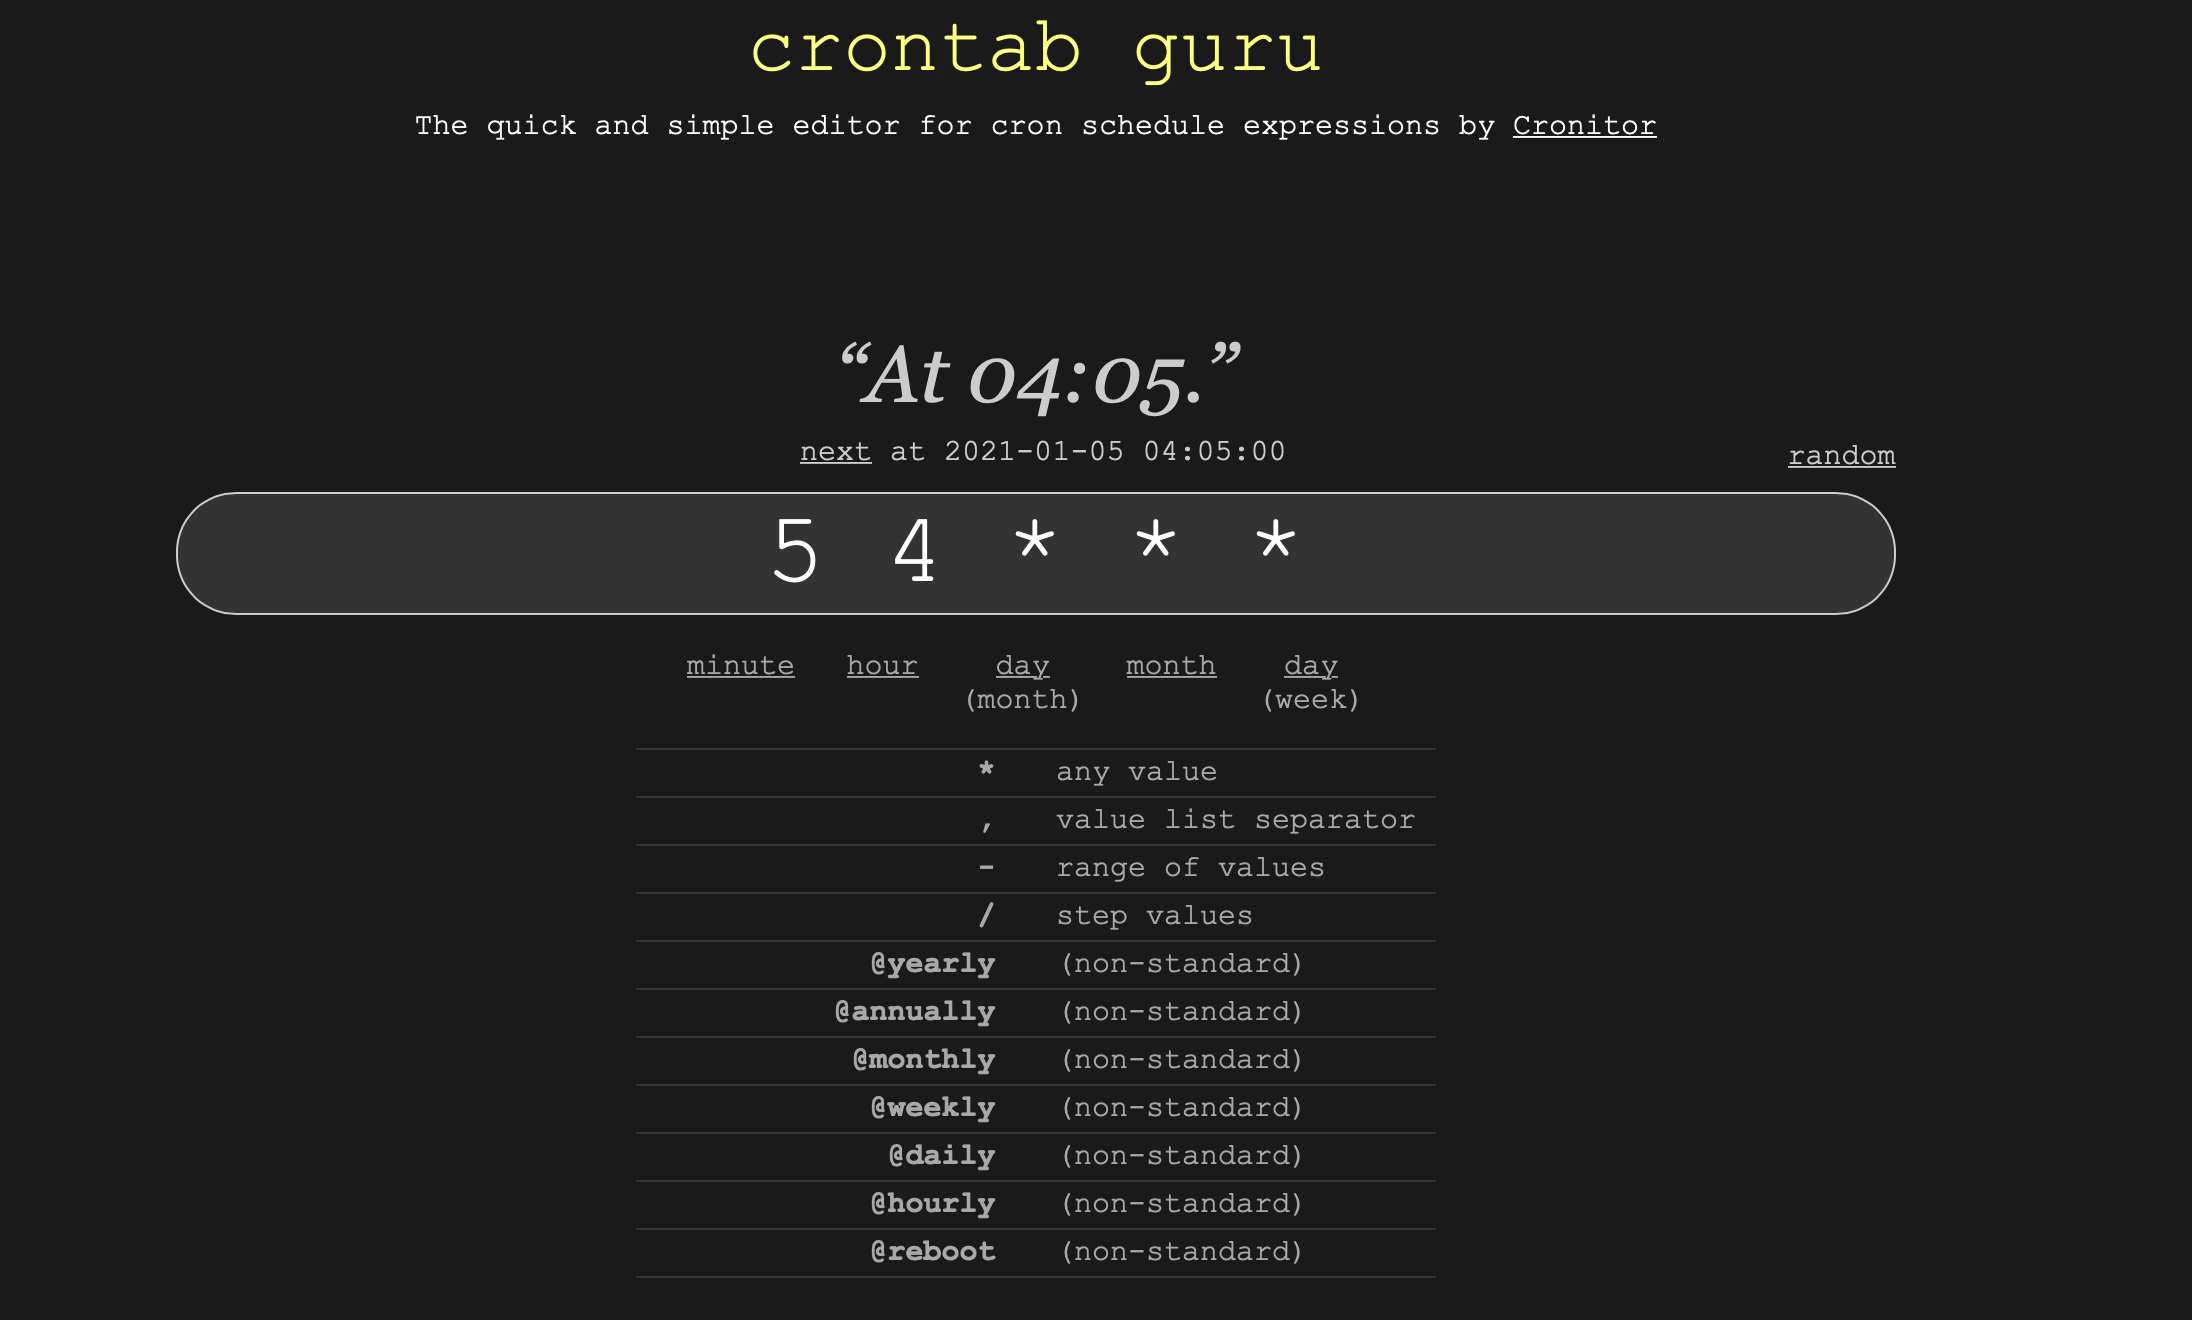 crontab guru
The quick and simple editor for cron schedule expressions by Cronitor
“At 04:05.”
next at 2021-01-05 04:05:00
random
5 4 * * *
minute hour day month day
(month) (week)
* any value
, value list separator
- range of values
/ step values
@yearly (non-standard)
@annually (non-standard)
@monthly (non-standard)
@weekly (non-standard)
@daily (non-standard)
@hourly (non-standard)
@reboot (non-standard)